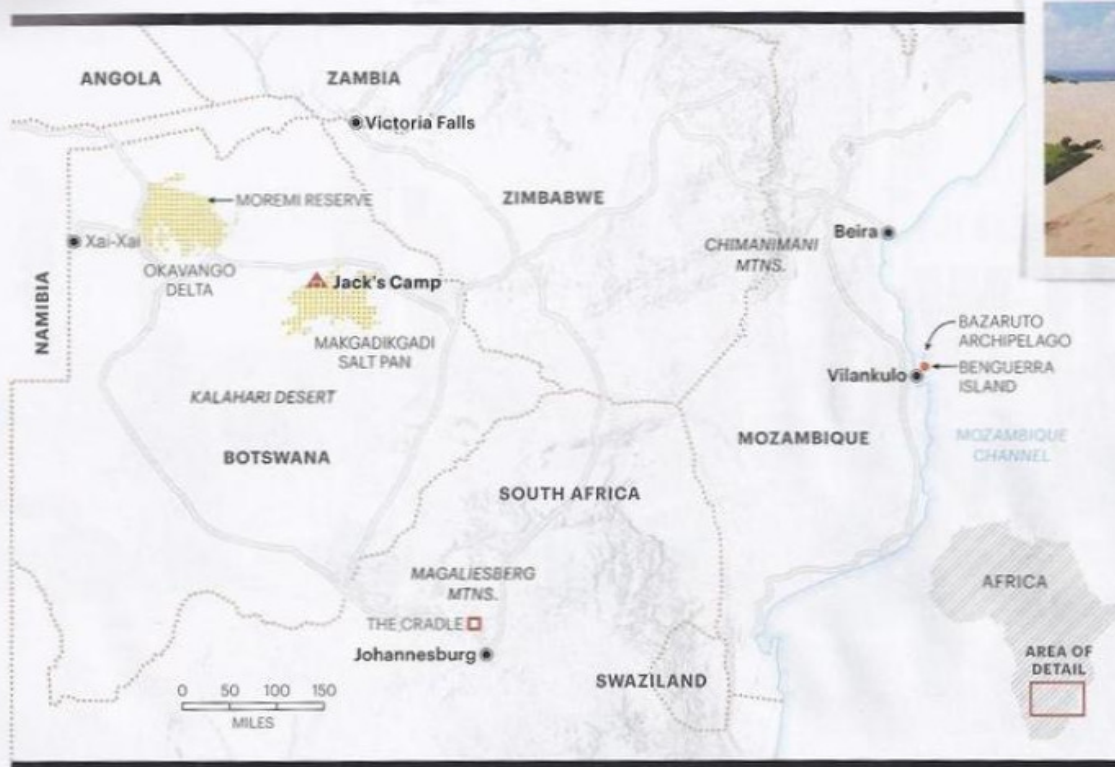 ANGOLA
ZAMBIA
Victoria Falls
MOREMI RESERVE
ZIMBABWE
Xai-Xai
CHIMANIMANI
MTNS.
Beira
OKAVANGO
DELTA
Jack's Camp
NAMIBIA
MAKGADIKGADI
SALT PAN
BAZARUTO
ARCHIPELAGO
Vilankulo
BENGUERRA
ISLAND
KALAHARI DESERT
BOTSWANA
MOZAMBIQUE
MOZAMBIQUE
CHANNEL
SOUTH AFRICA
MAGALIESBERG
MTNS.
AFRICA
THE CRADLE
Johannesburg
AREA OF
DETAIL
SWAZILAND
0 50 100 150
MILES